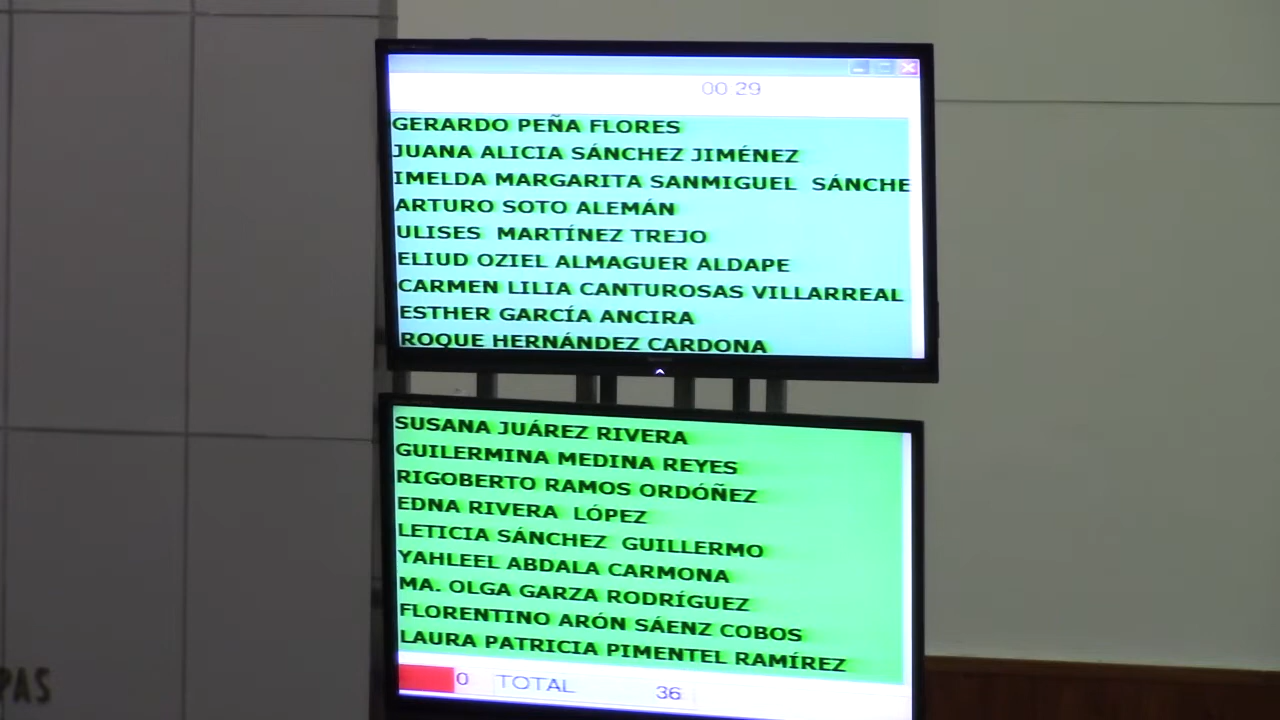 00 29
GERARDO PEÑA FLORES
JUANA ALICIA SÁNCHEZ JIMÉNEZ
IMELDA MARGARITA SANMIGUEL SÁNCHE
ARTURO SOTO ALEMÁN
ULISES MARTÍNEZ TREJO
ELIUD OZIEL ALMAGUER ALDAPE
CARMEN LILIA CANTUROSAS VILLARREAL
ESTHER GARCÍA ANCIRA
ROQUE HERNÁNDEZ CARDONA
SUSANA JUÁREZ RIVERA
GUILERMINA MEDINA REYES
RIGOBERTO RAMOS ORDÓÑEZ
EDNA RIVERA LÓPEZ
LETICIA SÁNCHEZ GUILLERMO
YAHLEEL ABDALA CARMONA
MA. OLGA GARZA RODRÍGUEZ
FLORENTINO ARÓN SÁENZ COBOS
LAURA PATRICIA PIMENTEL RAMÍREZ
0 TOTAL 36
PAS